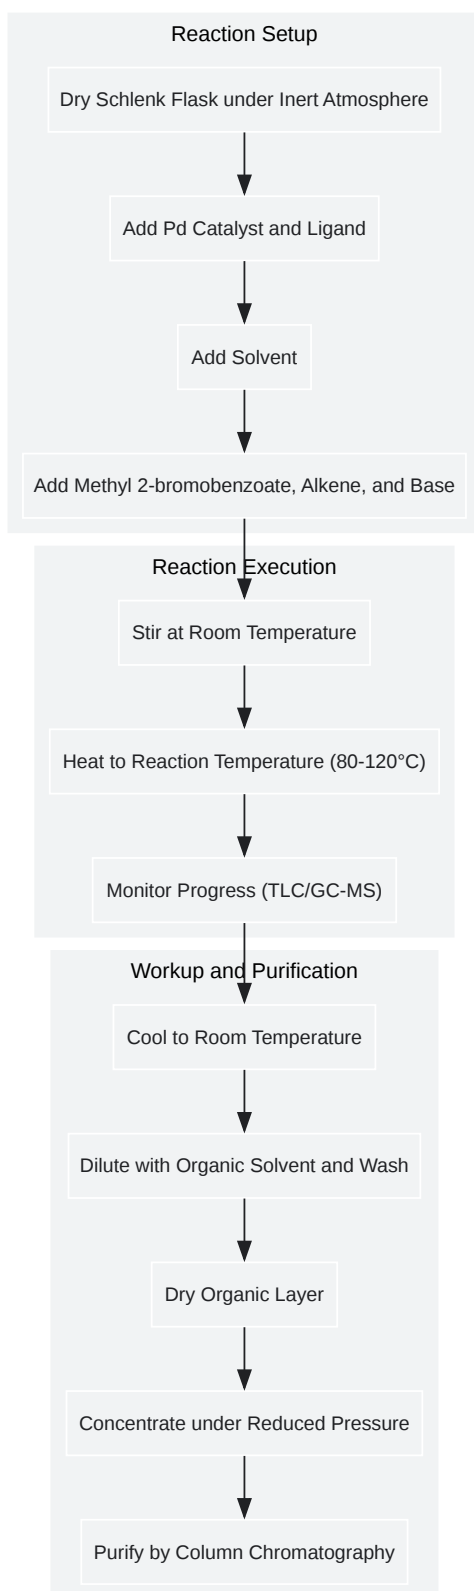 Reaction Setup
Dry Schlenk Flask under Inert Atmosphere
Add Pd Catalyst and Ligand
Add Solvent
Add Methyl 2-bromobenzoate, Alkene, and Base
Reaction Execution
Stir at Room Temperature
Heat to Reaction Temperature (80-120°C)
Monitor Progress (TLC/GC-MS)
Workup and Purification
Cool to Room Temperature
Dilute with Organic Solvent and Wash
Dry Organic Layer
Concentrate under Reduced Pressure
Purify by Column Chromatography